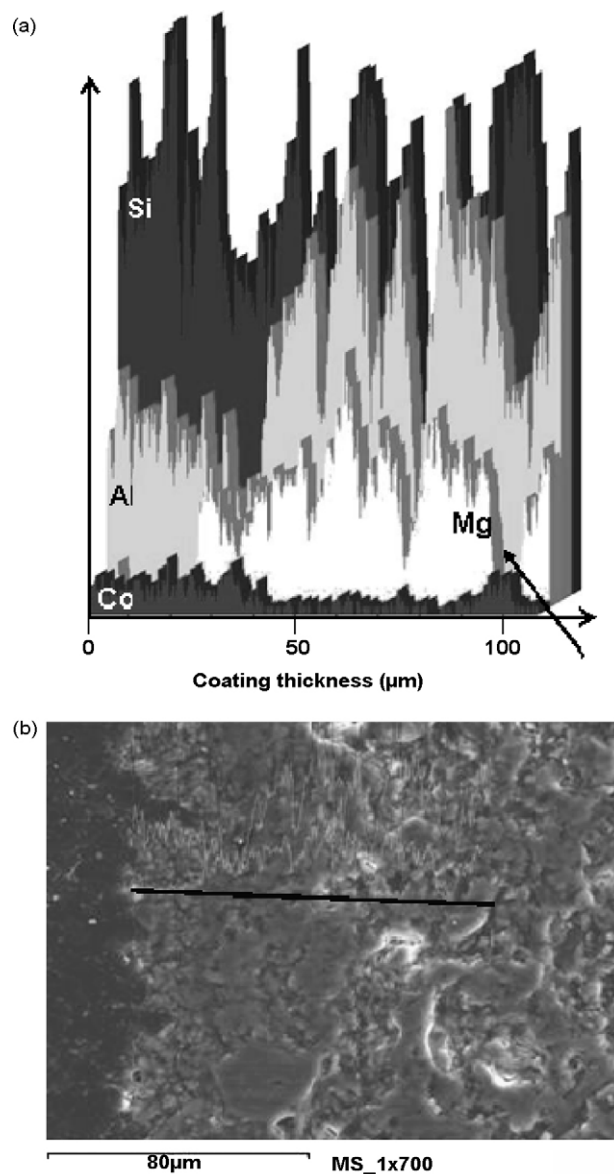 (a)
Si
Al
Mg
Co
0 50 100
Coating thickness (µm)
(b)
80µm MS_1x700